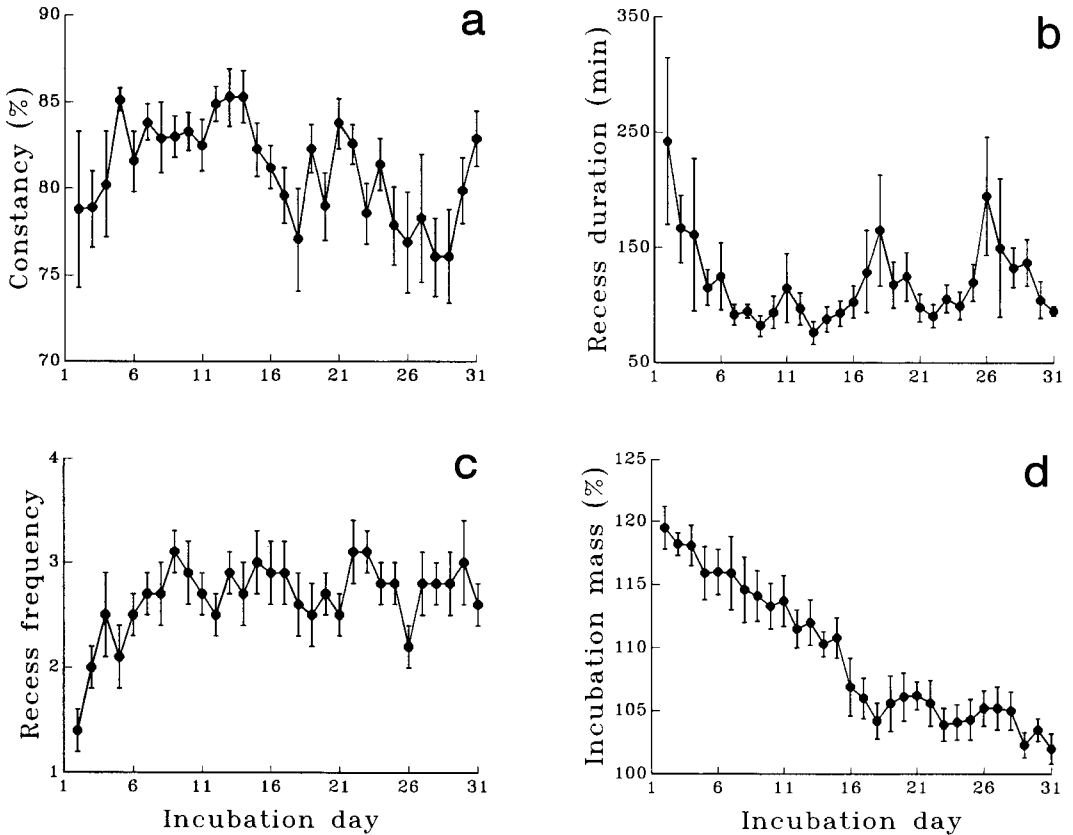 a
Constancy (%)
90
85
80
75
70
1 6 11 16 21 26 31
b
Recess duration (min)
350
250
150
50
1 6 11 16 21 26 31
c
Recess frequency
4
3
2
1
1 6 11 16 21 26 31
Incubation day
d
Incubation mass (%)
125
120
115
110
105
100
1 6 11 16 21 26 31
Incubation day